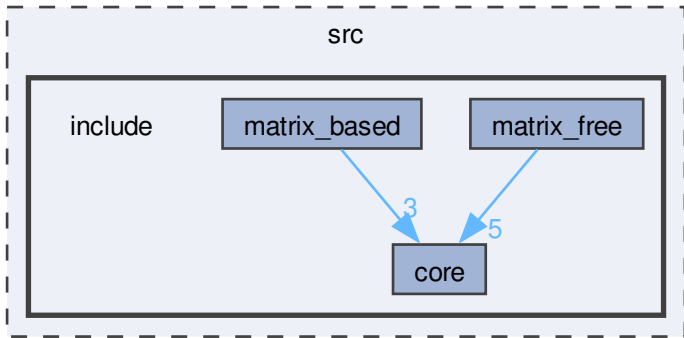 src
include
matrix_based
matrix_free
3
5
core